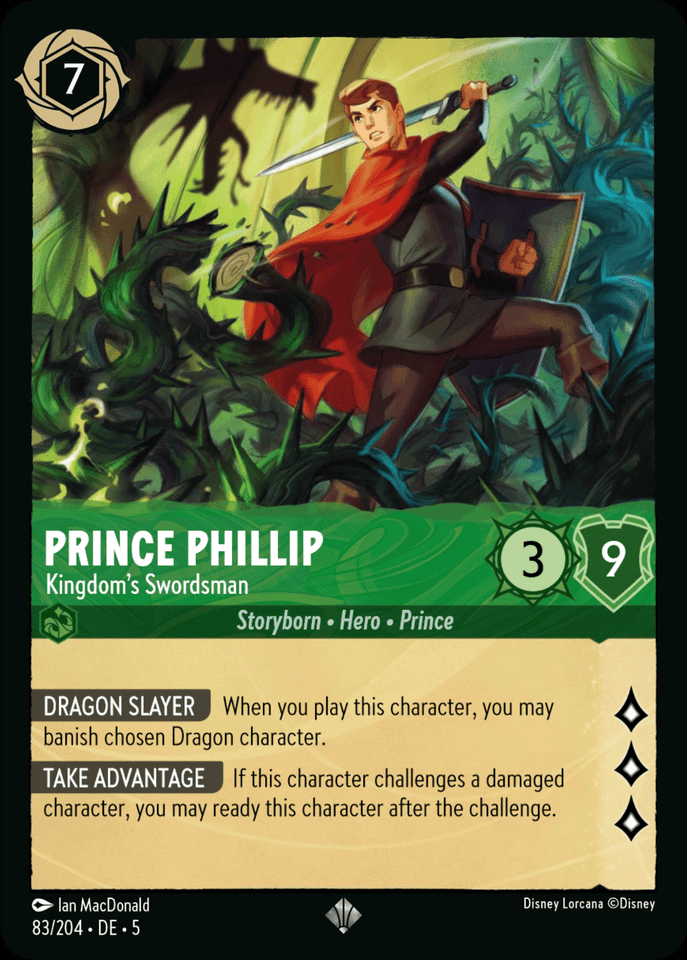 7
PRINCE PHILLIP
Kingdom's Swordsman
3
9
Storyborn • Hero • Prince
DRAGON SLAYER When you play this character, you may
banish chosen Dragon character.
TAKE ADVANTAGE If this character challenges a damaged
character, you may ready this character after the challenge.
Ian MacDonald
83/204 • DE • 5
Disney Lorcana ©Disney